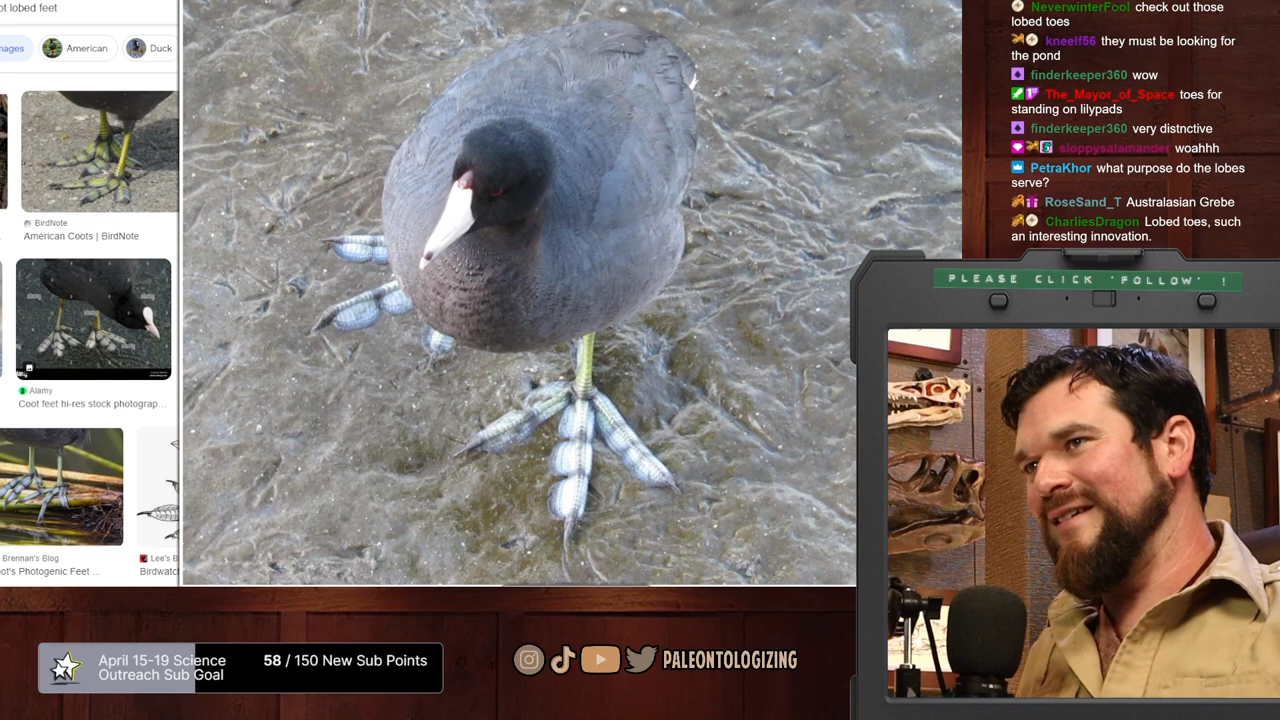 ot lobed feet
nages
American
Duck
BirdNote
American Coots | BirdNote
Alamy
Coot feet hi-res stock photograp...
Brennan's Blog
ot's Photogenic Feet ...
Lee's B
Birdwatc
NeverwinterFool check out those
lobed toes
kneelf56 they must be looking for
the pond
finderkeeper360 wow
The_Mayor_of_Space toes for
standing on lilypads
finderkeeper360 very distnctive
sloppysalamander woahhh
PetraKhor what purpose do the lobes
serve?
RoseSand_T Australasian Grebe
CharliesDragon Lobed toes, such
an interesting innovation.
PLEASE CLICK "FOLLOW" !
April 15-19 Science
Outreach Sub Goal
58 / 150 New Sub Points
PALEONTOLOGIZING